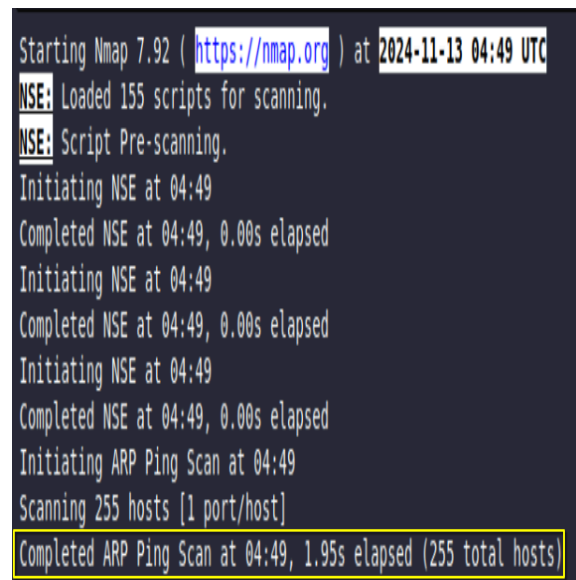 Starting Nmap 7.92 ( https://nmap.org ) at 2024-11-13 04:49 UTC
NSE: Loaded 155 scripts for scanning.
NSE: Script Pre-scanning.
Initiating NSE at 04:49
Completed NSE at 04:49, 0.00s elapsed
Initiating NSE at 04:49
Completed NSE at 04:49, 0.00s elapsed
Initiating NSE at 04:49
Completed NSE at 04:49, 0.00s elapsed
Initiating ARP Ping Scan at 04:49
Scanning 255 hosts [1 port/host]
Completed ARP Ping Scan at 04:49, 1.95s elapsed (255 total hosts)